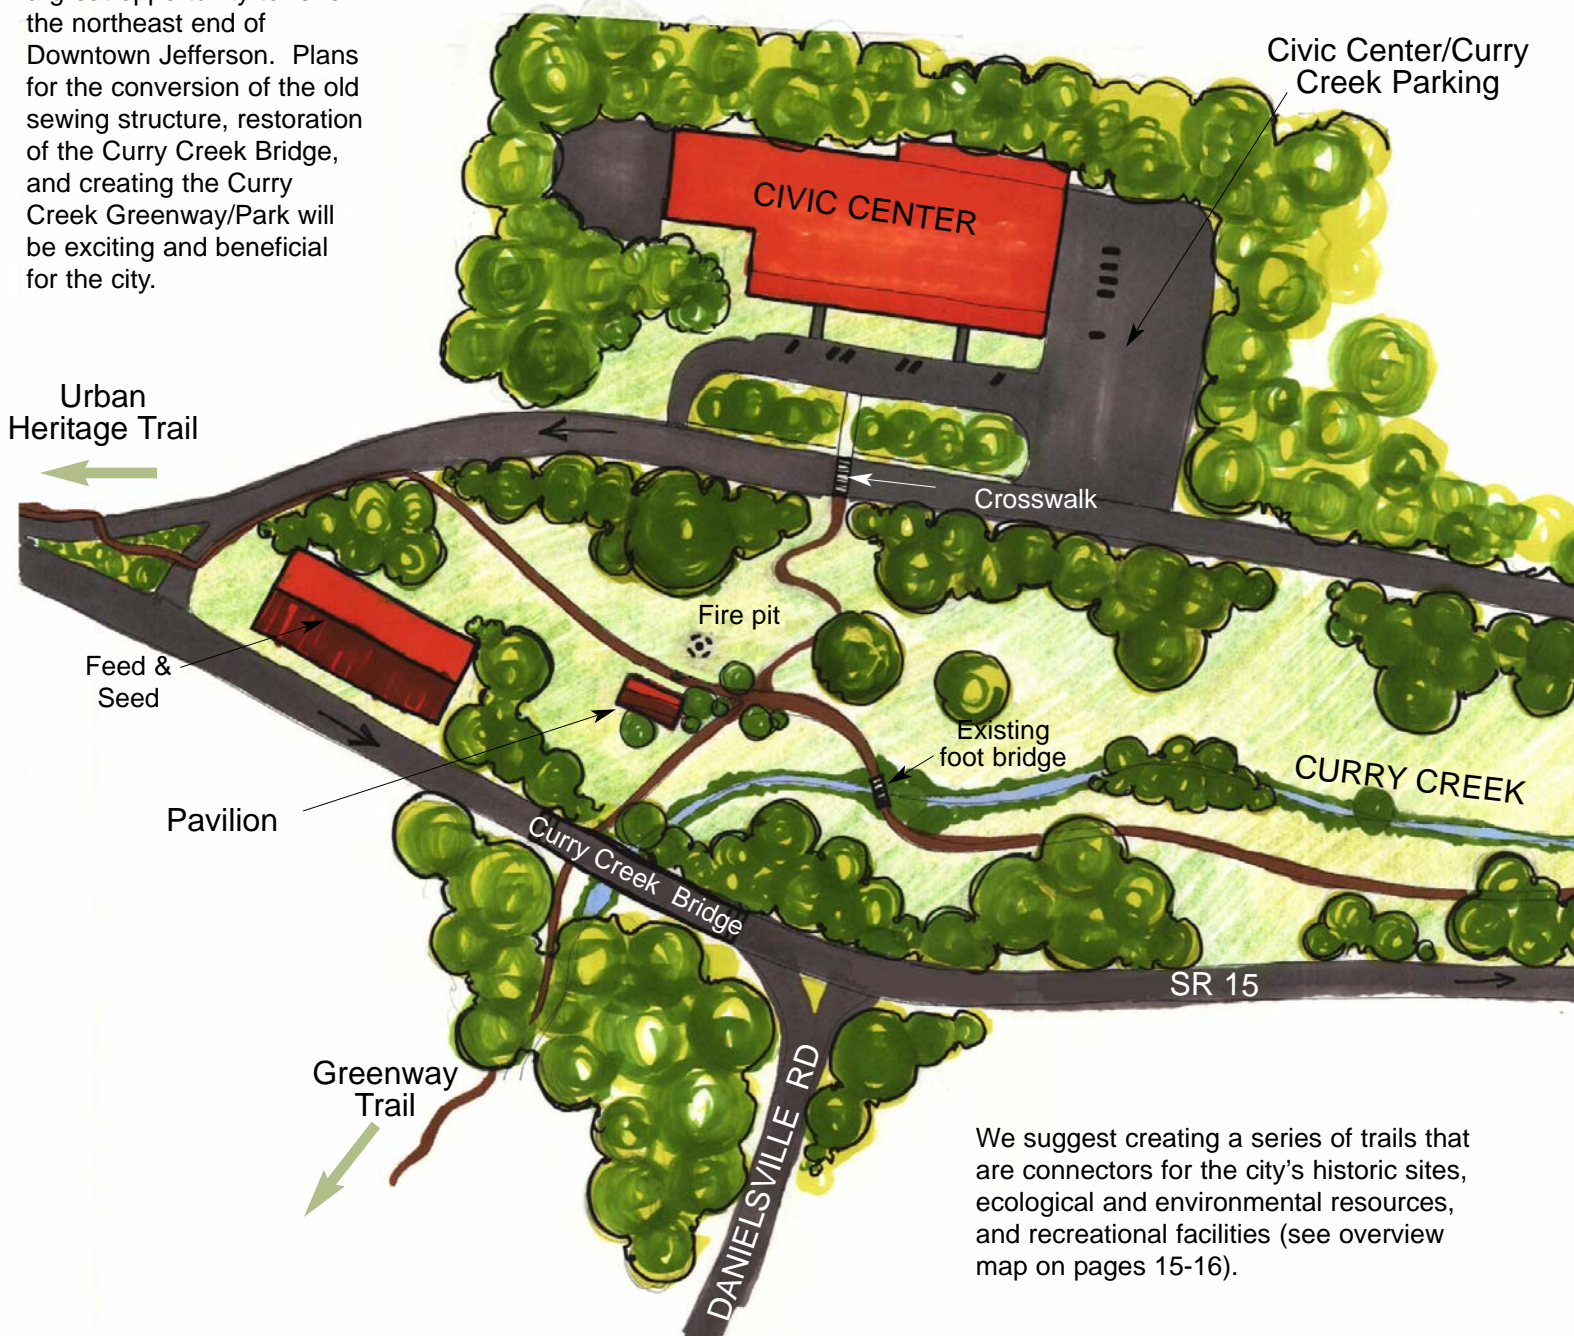 the northeast end of
Downtown Jefferson.  Plans
for the conversion of the old
sewing structure, restoration
of the Curry Creek Bridge,
and creating the Curry
Creek Greenway/Park will
be exciting and beneficial
for the city.
Civic Center/Curry
Creek Parking
CIVIC CENTER
Urban
Heritage Trail
Crosswalk
Fire pit
Feed &
Seed
Existing
foot bridge
CURRY CREEK
Pavilion
Curry Creek Bridge
SR 15
Greenway
Trail
DANIELSVILLE RD
We suggest creating a series of trails that
are connectors for the city's historic sites,
ecological and environmental resources,
and recreational facilities (see overview
map on pages 15-16).